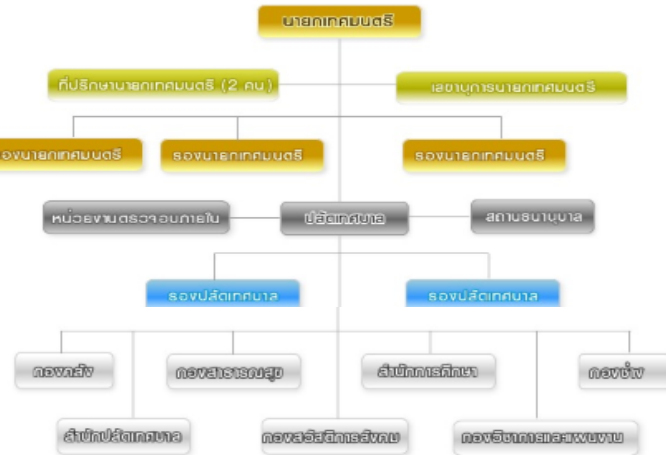 นายกเทศมนตรี
ที่ปรึกษานายกเทศมนตรี (2 คน)
เลขานุการนายกเทศมนตรี
องนายกเทศมนตรี
รองนายกเทศมนตรี
รองนายกเทศมนตรี
หน่วยงานตรวจสอบภายใน
ปลัดเทศบาล
สถานธนานุบาล
รองปลัดเทศบาล
รองปลัดเทศบาล
กองคลัง
กองสาธารณสุข
สำนักการศึกษา
กองช่าง
สำนักปลัดเทศบาล
กองสวัสดิการสังคม
กองวิชาการและแผนงาน